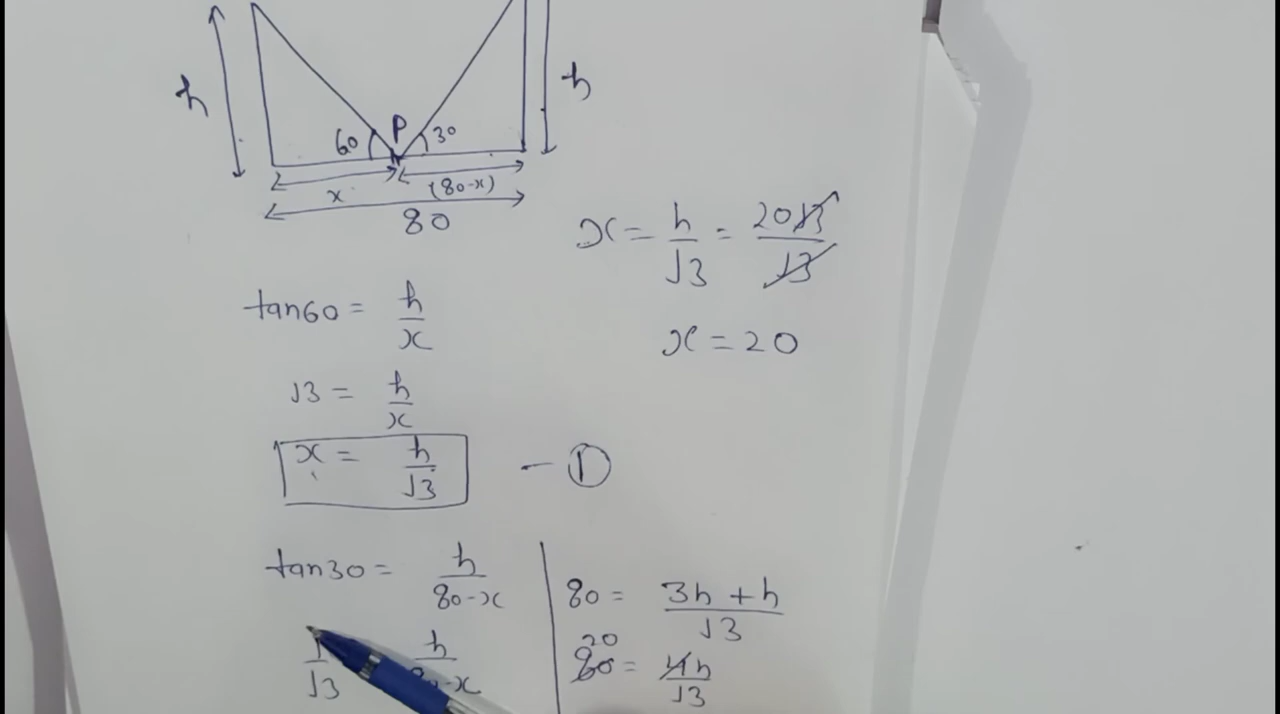 h
h
60
P
30
x
(80-x)
80
tan60 = h/x
√3 = h/x
x = h/√3 - ①
tan30 = h/80-x
1/√3 h/80-x
x = h/√3 = 20√3/√3
x = 20
80 = 3h + h/√3
20
80 = 4h/√3